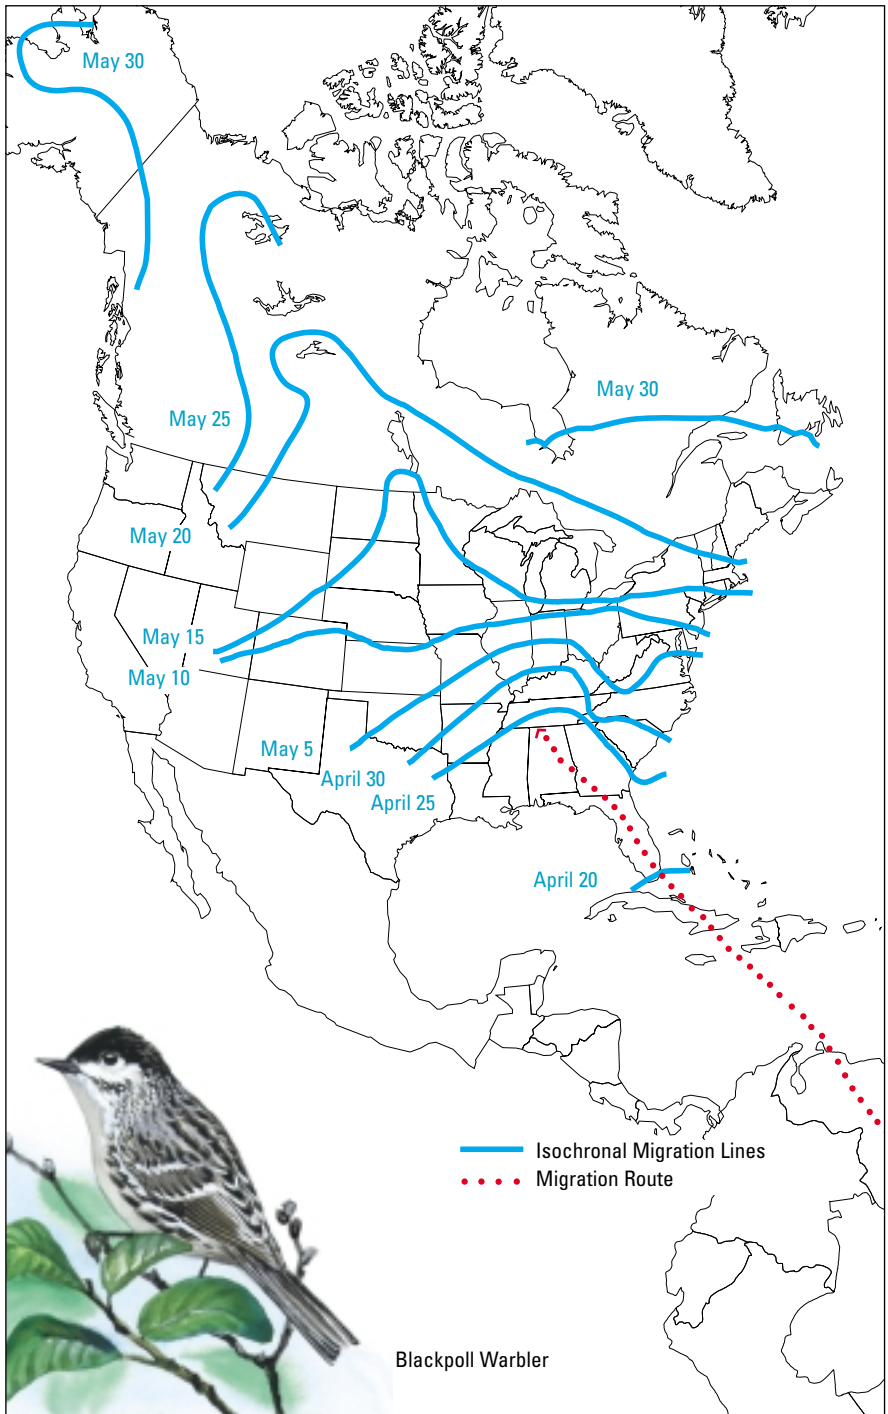 May 30
May 30
May 25
May 20
May 15
May 10
May 5
April 30
April 25
April 20
Isochronal Migration Lines
Migration Route
Blackpoll Warbler